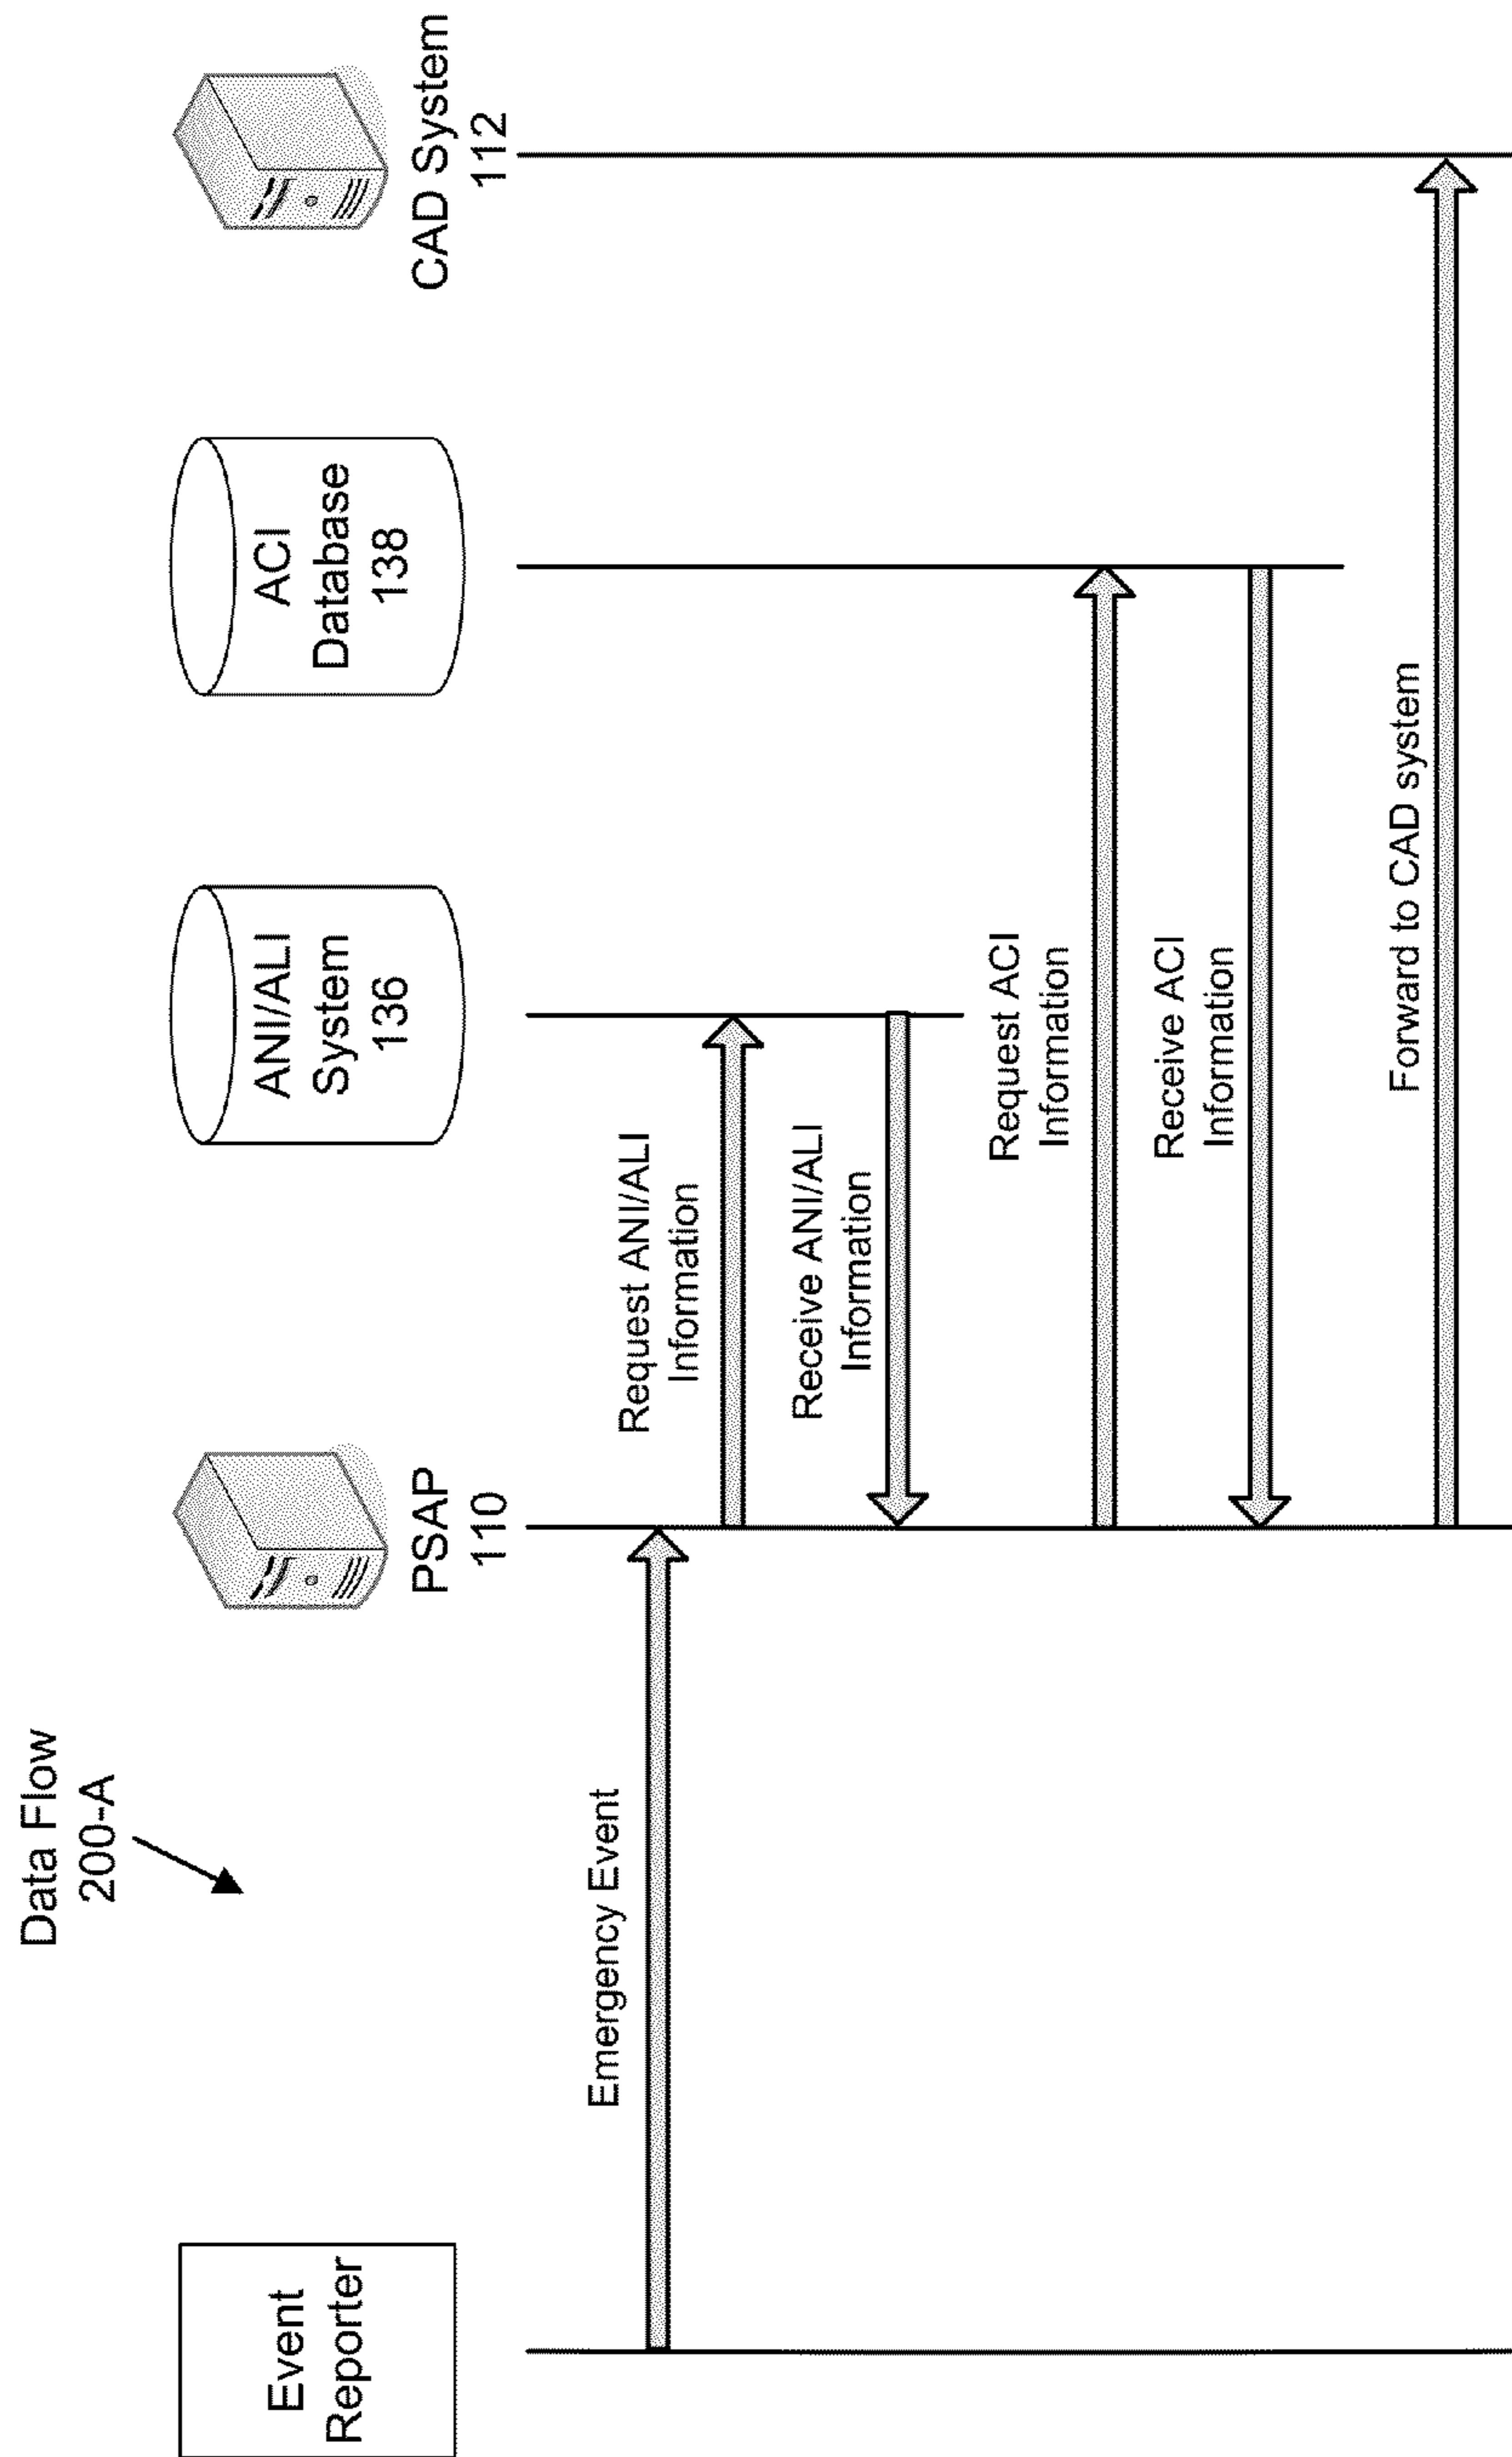 Data Flow
200-A
Event
Reporter
PSAP
110
ANI/ALI
System
136
ACI
Database
138
CAD System
112
Emergency Event
Request ANI/ALI
Information
Receive ANI/ALI
Information
Request ACI
Information
Receive ACI
Information
Forward to CAD system